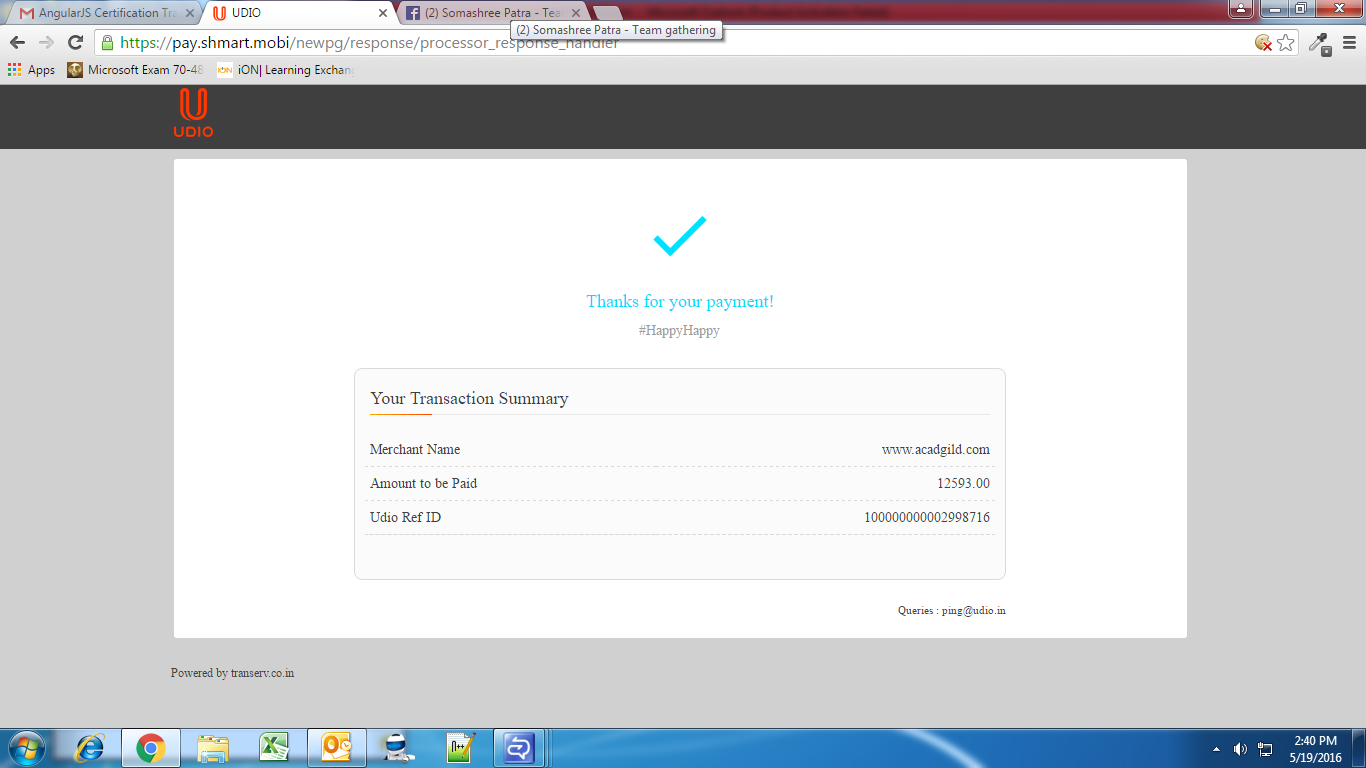 AngularJS Certification Tra
UDIO
(2) Somashree Patra - Tea
(2) Somashree Patra - Team gathering
https://pay.shmart.mobi/newpg/response/processor_response_handler
Apps
Microsoft Exam 70-48
iON| Learning Exchan
UDIO
Thanks for your payment!
#HappyHappy
Your Transaction Summary
Merchant Name www.acadgild.com
Amount to be Paid 12593.00
Udio Ref ID 100000000002998716
Queries : ping@udio.in
Powered by transerv.co.in
2:40 PM
5/19/2016